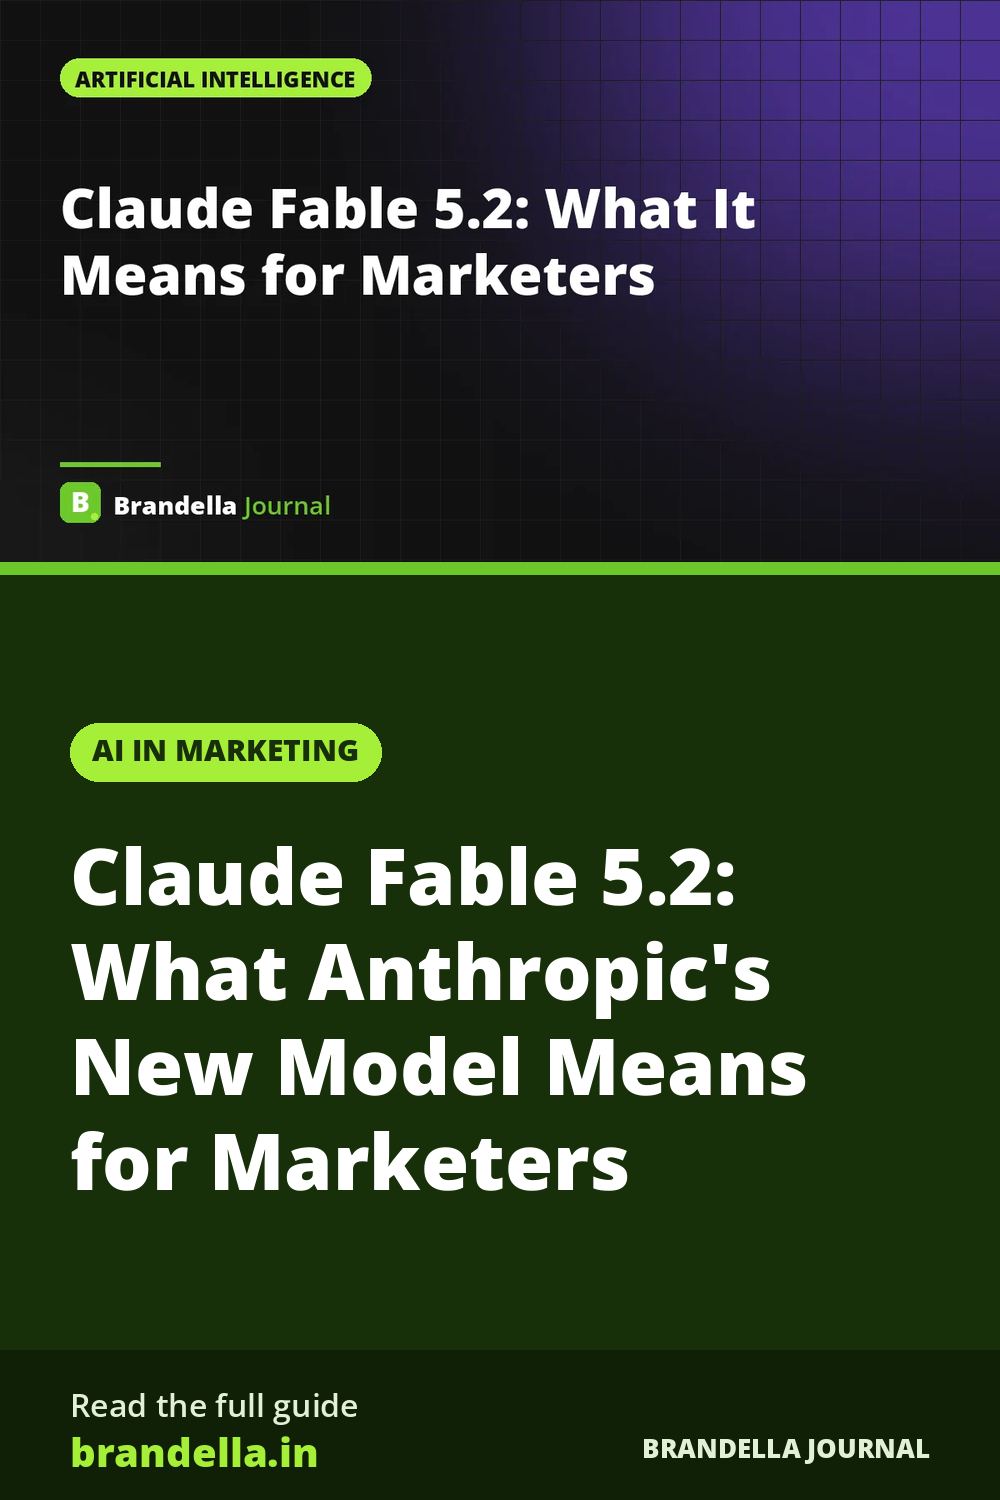 ARTIFICIAL INTELLIGENCE
Claude Fable 5.2: What It
Means for Marketers
B.
Brandella Journal
AI IN MARKETING
Claude Fable 5.2:
What Anthropic's
New Model Means
for Marketers
Read the full guide
brandella.in
BRANDELLA JOURNAL